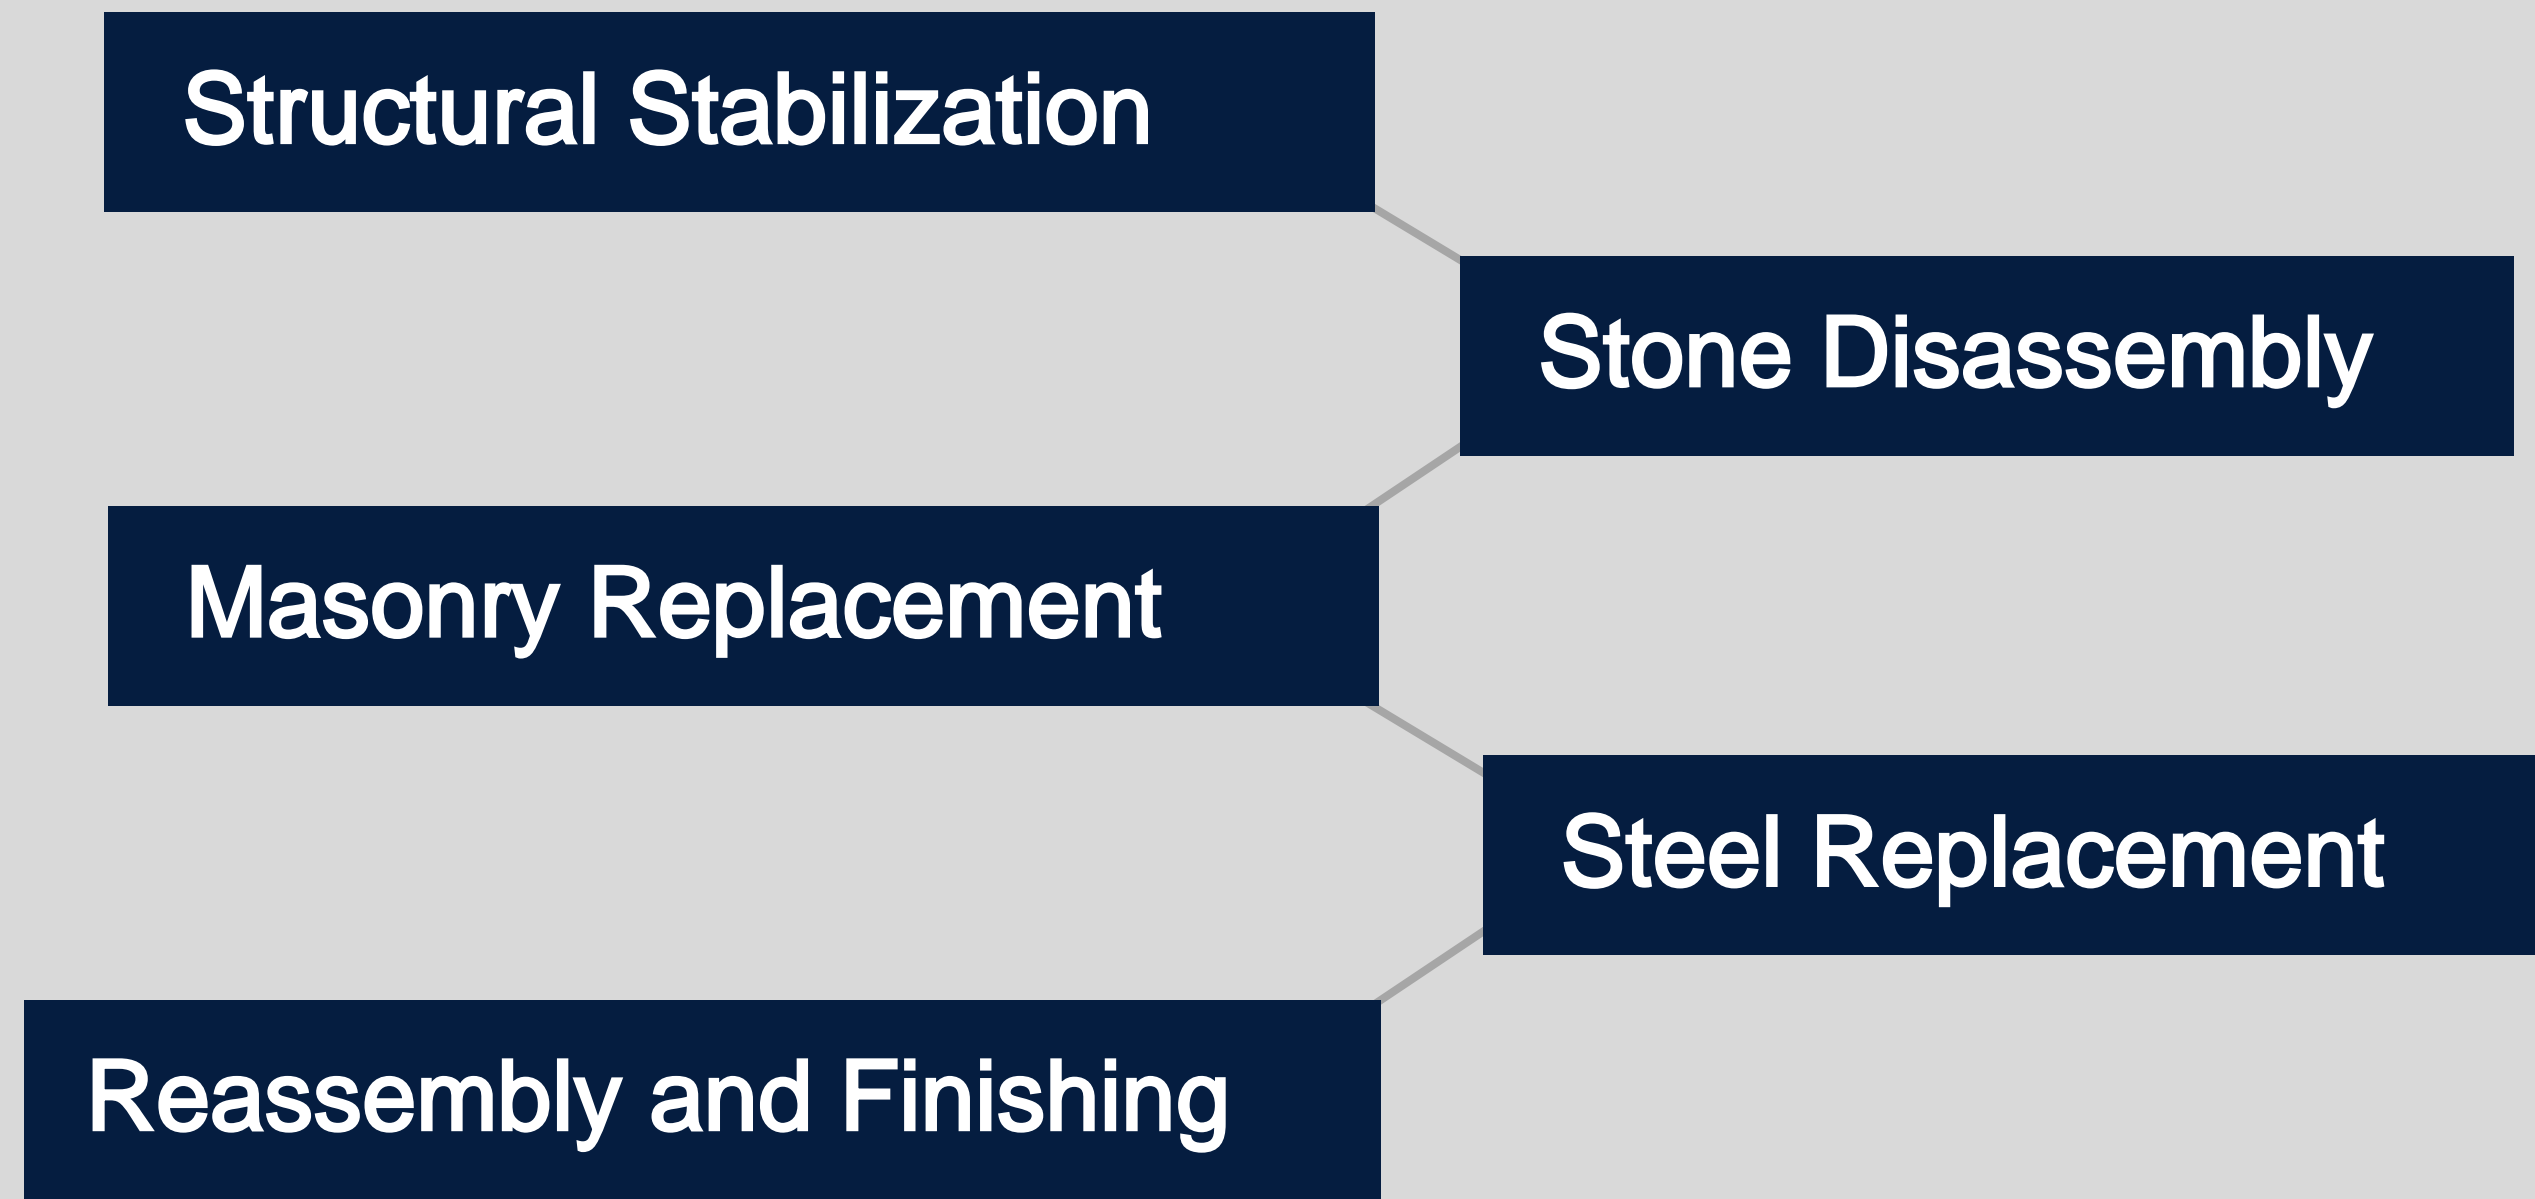 Structural Stabilization
Stone Disassembly
Masonry Replacement
Steel Replacement
Reassembly and Finishing